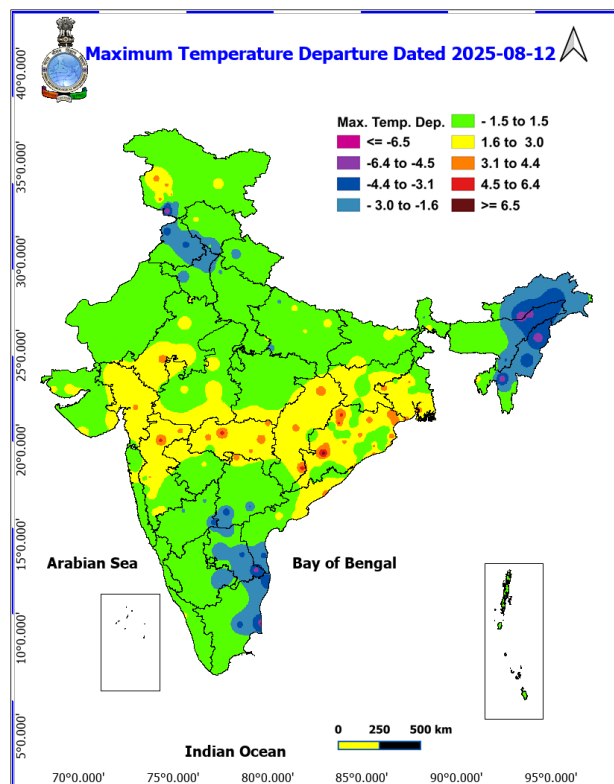 Maximum Temperature Departure Dated 2025-08-12
Max. Temp. Dep.
<= -6.5
-6.4 to -4.5
-4.4 to -3.1
- 3.0 to -1.6
- 1.5 to 1.5
1.6 to 3.0
3.1 to 4.4
4.5 to 6.4
>= 6.5
40°0.000'
35°0.000'
30°0.000'
25°0.000'
20°0.000'
15°0.000'
10°0.000'
5°0.000'
Arabian Sea
Bay of Bengal
Indian Ocean
0 250 500 km
70°0.000' 75°0.000' 80°0.000' 85°0.000' 90°0.000' 95°0.000'